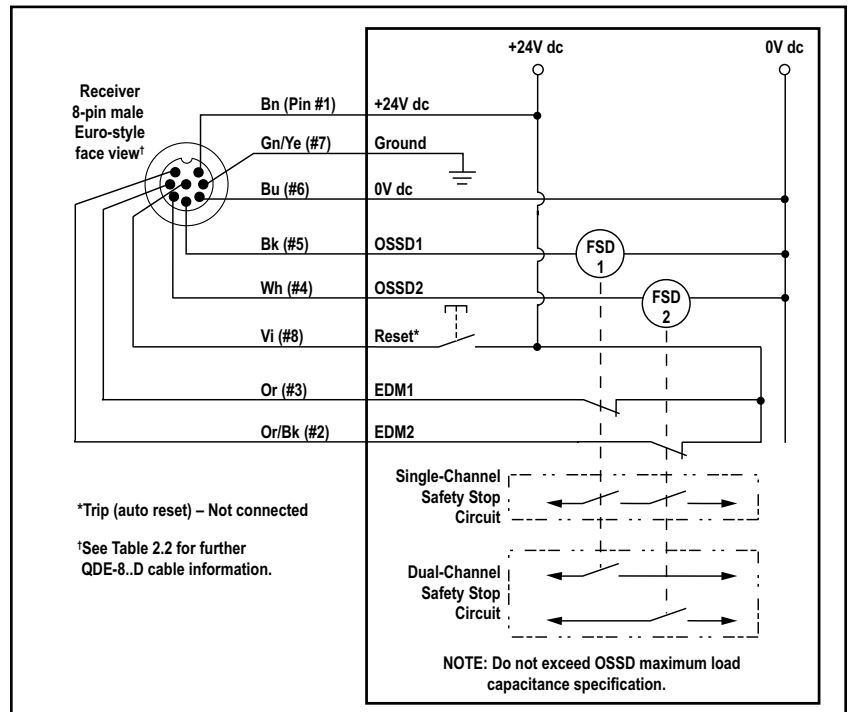 +24V dc
0V dc
Receiver
8-pin male
Euro-style
face view†
Bn (Pin #1)
+24V dc
Gn/Ye (#7)
Ground
Bu (#6)
0V dc
Bk (#5)
OSSD1
FSD
1
Wh (#4)
OSSD2
FSD
2
Vi (#8)
Reset*
Or (#3)
EDM1
Or/Bk (#2)
EDM2
Single-Channel
Safety Stop
Circuit
*Trip (auto reset) – Not connected
†See Table 2.2 for further
QDE-8..D cable information.
Dual-Channel
Safety Stop
Circuit
NOTE: Do not exceed OSSD maximum load
capacitance specification.